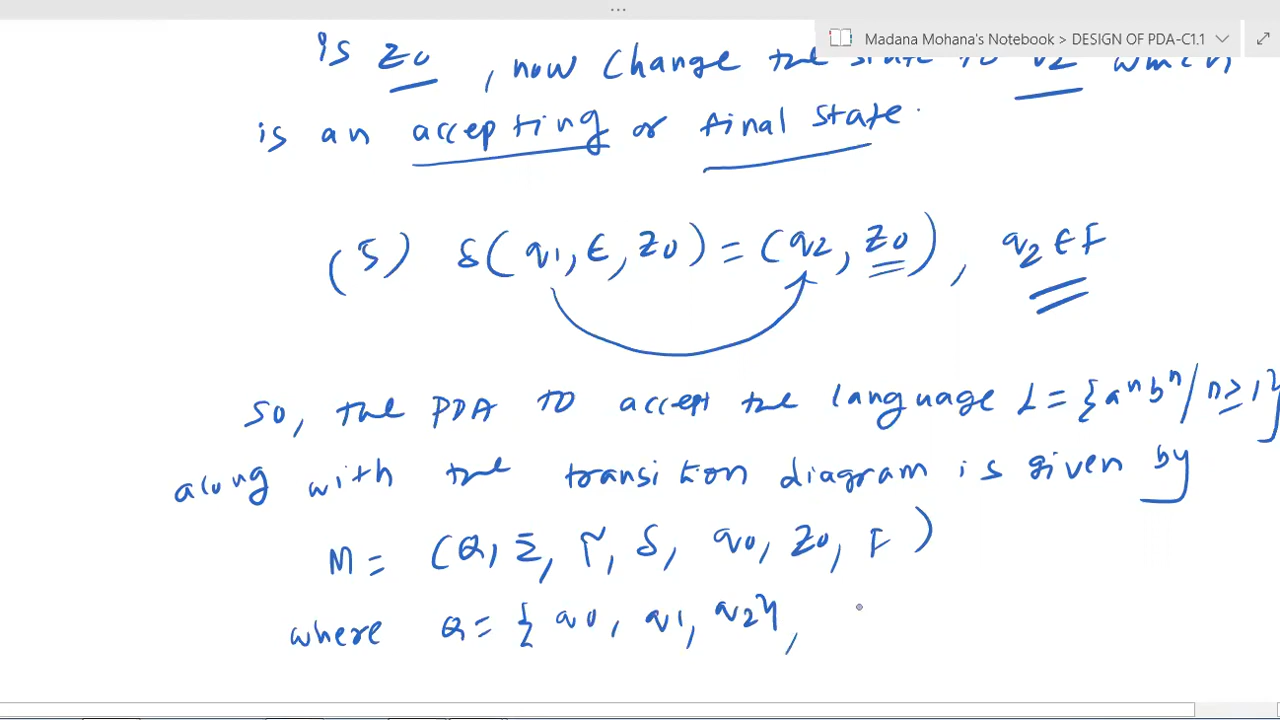 Madana Mohana's Notebook > DESIGN OF PDA-C1.1
is z0, now change the state to q2 which
is an accepting or final state.
(5) δ(q1, ε, z0) = (q2, z0), q2 ∈ F
So, the PDA to accept the language L = {aⁿbⁿ / n ≥ 1}
along with the transition diagram is given by
M = (Q, Σ, Γ, δ, q0, z0, F)
where Q = {q0, q1, q2},